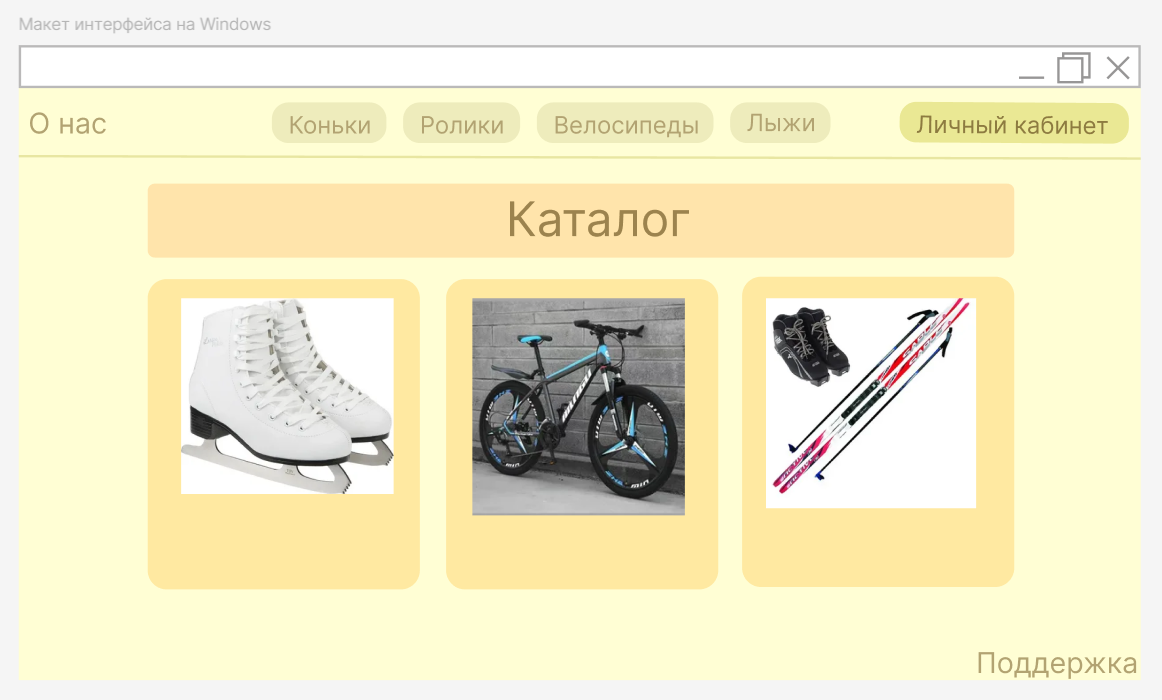 Макет интерфейса на Windows
О нас
Коньки
Ролики
Велосипеды
Лыжи
Личный кабинет
Каталог
Поддержка